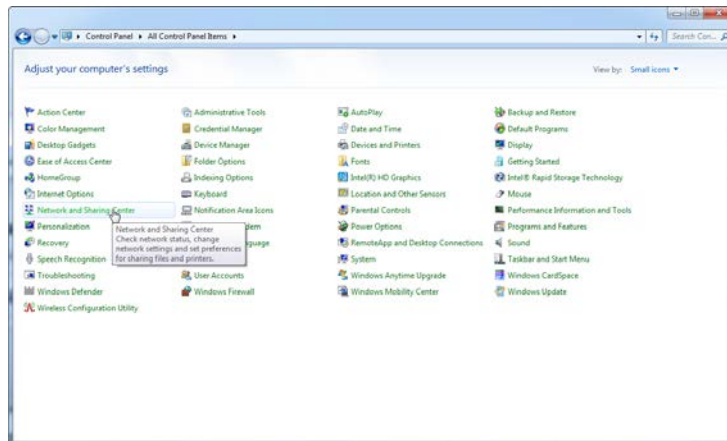 Control Panel ▸ All Control Panel Items ▸ Search Con...
Adjust your computer's settings View by: Small icons
Action Center Administrative Tools AutoPlay Backup and Restore
Color Management Credential Manager Date and Time Default Programs
Desktop Gadgets Device Manager Devices and Printers Display
Ease of Access Center Folder Options Fonts Getting Started
HomeGroup Indexing Options Intel(R) HD Graphics Intel® Rapid Storage Technology
Internet Options Keyboard Location and Other Sensors Mouse
Network and Sharing Center Notification Area Icons Parental Controls Performance Information and Tools
Personalization Power Options Programs and Features
Recovery RemoteApp and Desktop Connections Sound
Speech Recognition System Taskbar and Start Menu
Network and Sharing Center
Check network status, change
network settings and set preferences
for sharing files and printers.
Troubleshooting User Accounts Windows Anytime Upgrade Windows CardSpace
Windows Defender Windows Firewall Windows Mobility Center Windows Update
Wireless Configuration Utility